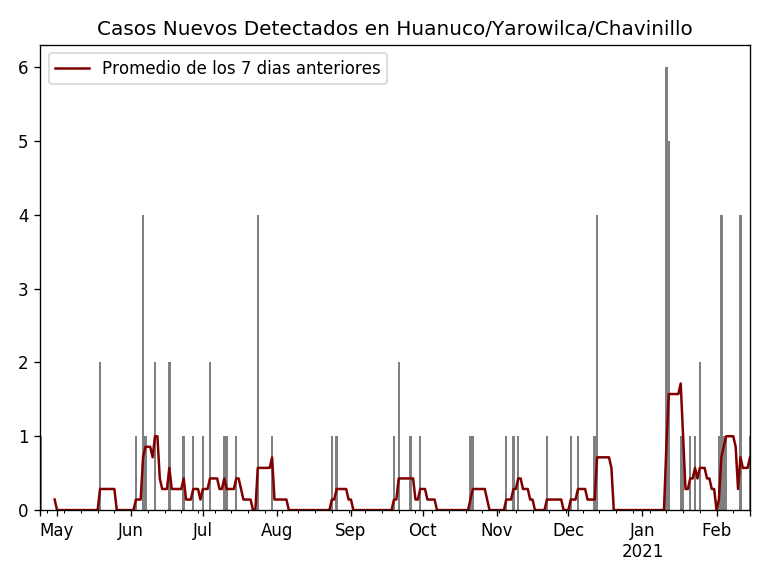 Casos Nuevos Detectados en Huanuco/Yarowilca/Chavinillo
Promedio de los 7 dias anteriores
6
5
4
3
2
1
0
May Jun Jul Aug Sep Oct Nov Dec Jan Feb
2021